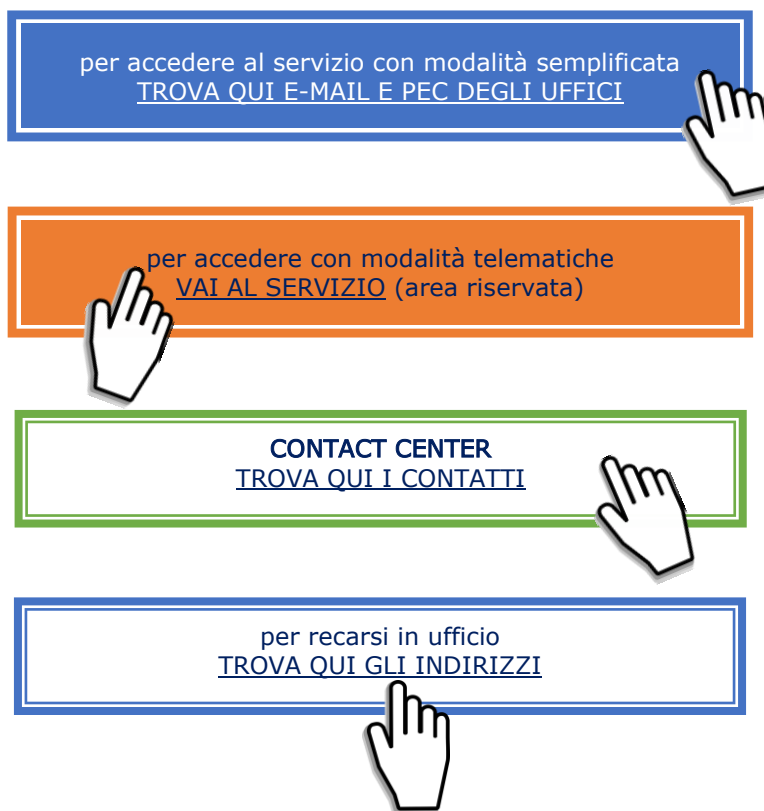 per accedere al servizio con modalità semplificata
TROVA QUI E-MAIL E PEC DEGLI UFFICI
per accedere con modalità telematiche
VAI AL SERVIZIO (area riservata)
CONTACT CENTER
TROVA QUI I CONTATTI
per recarsi in ufficio
TROVA QUI GLI INDIRIZZI